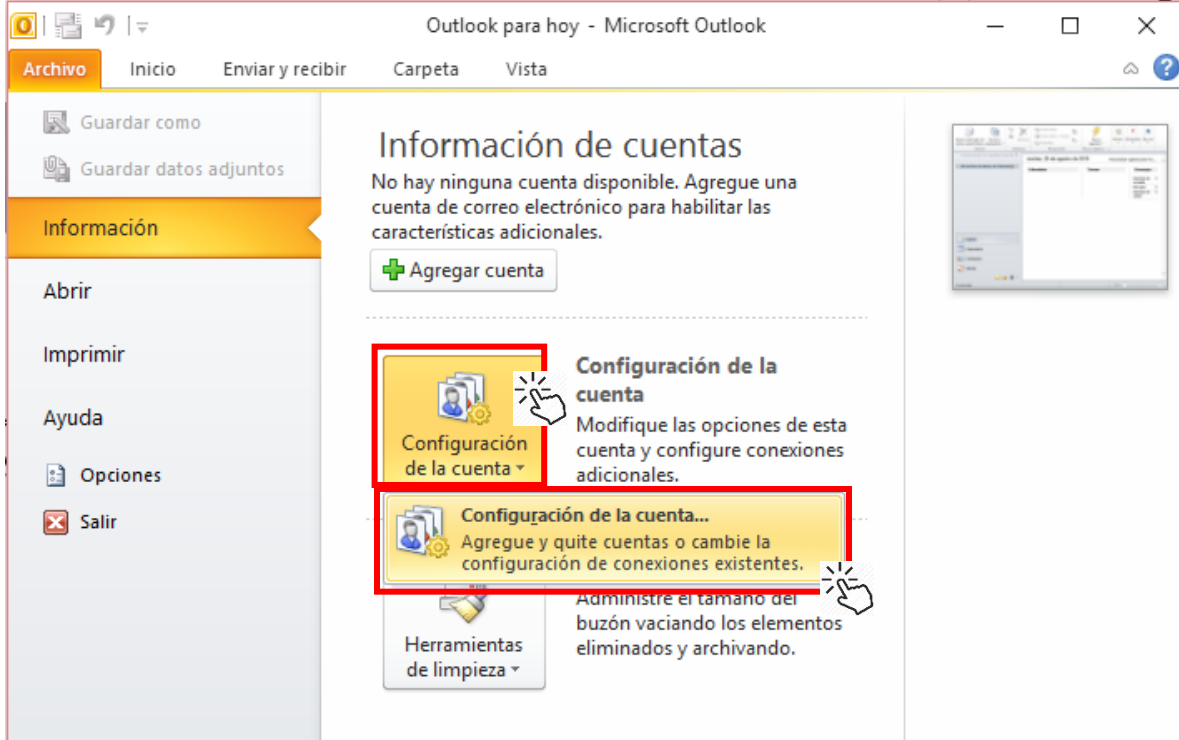 Outlook para hoy - Microsoft Outlook
Archivo Inicio Enviar y recibir Carpeta Vista
Guardar como
Guardar datos adjuntos
Información
Abrir
Imprimir
Ayuda
Opciones
Salir
Información de cuentas
No hay ninguna cuenta disponible. Agregue una
cuenta de correo electrónico para habilitar las
características adicionales.
Agregar cuenta
Configuración
de la cuenta
Configuración de la
cuenta
Modifique las opciones de esta
cuenta y configure conexiones
adicionales.
Configuración de la cuenta...
Agregue y quite cuentas o cambie la
configuración de conexiones existentes.
Herramientas
de limpieza
Administre el tamaño del
buzón vaciando los elementos
eliminados y archivando.